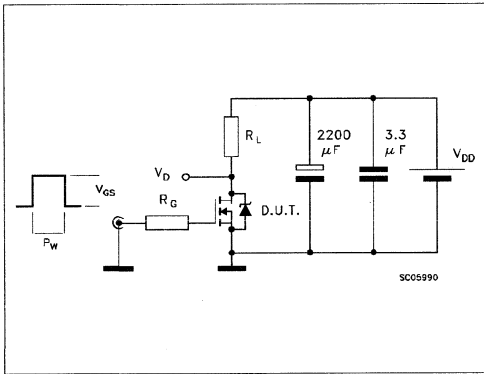 R_L
2200
µF
3.3
µF
V_DD
V_D
V_GS
R_G
D.U.T.
P_W
SC05990